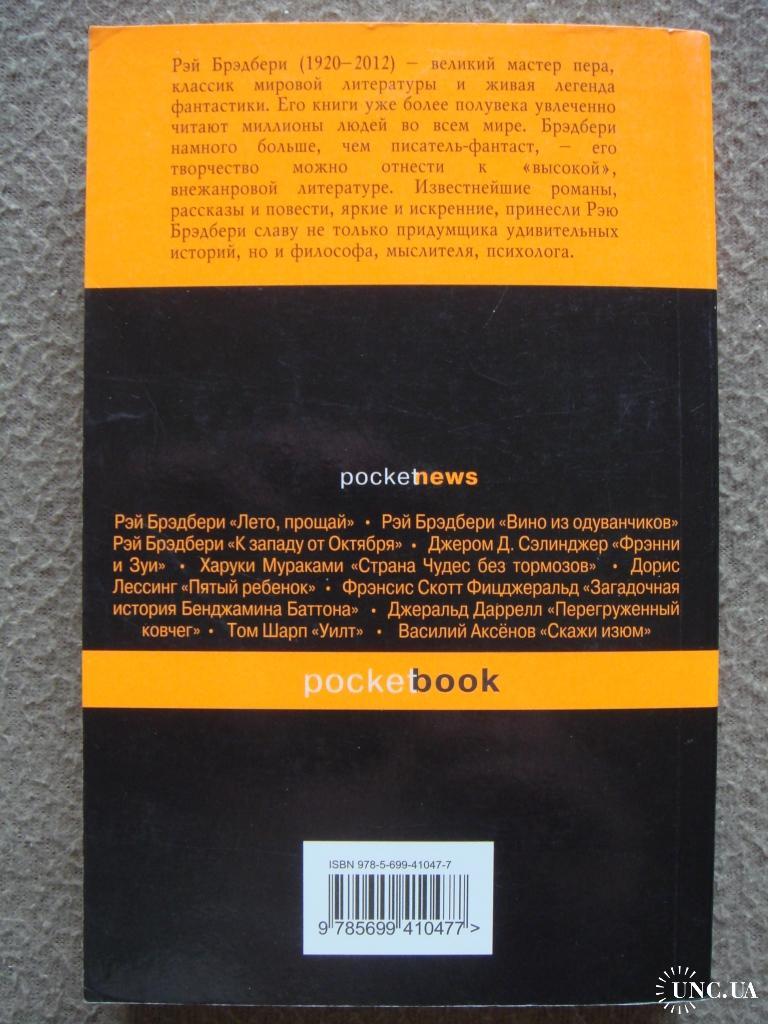 Рэй Брэдбери (1920–2012) – великий мастер пера,
классик мировой литературы и живая легенда
фантастики. Его книги уже более полувека увлеченно
читают миллионы людей во всем мире. Брэдбери
намного больше, чем писатель-фантаст, – его
творчество можно отнести к «высокой»,
внежанровой литературе. Известнейшие романы,
рассказы и повести, яркие и искренние, принесли Рэю
Брэдбери славу не только придумщика удивительных
историй, но и философа, мыслителя, психолога.
pocketnews
Рэй Брэдбери «Лето, прощай» • Рэй Брэдбери «Вино из одуванчиков»
Рэй Брэдбери «К западу от Октября» • Джером Д. Сэлинджер «Фрэнни
и Зуи» • Харуки Мураками «Страна Чудес без тормозов» • Дорис
Лессинг «Пятый ребенок» • Фрэнсис Скотт Фицджеральд «Загадочная
история Бенджамина Баттона» • Джеральд Даррелл «Перегруженный
ковчег» • Том Шарп «Уилт» • Василий Аксёнов «Скажи изюм»
pocketbook
ISBN 978-5-699-41047-7
9 785699 410477 >
UNC.UA